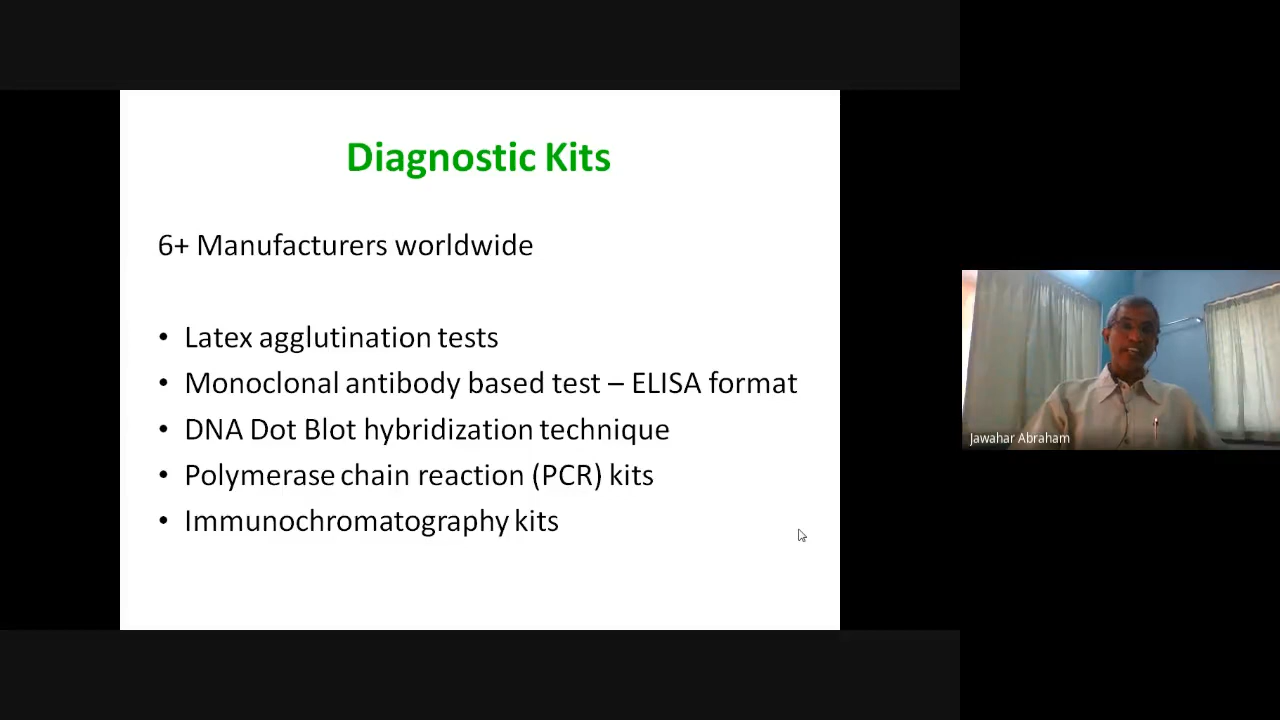 Diagnostic Kits
6+ Manufacturers worldwide
• Latex agglutination tests
• Monoclonal antibody based test – ELISA format
• DNA Dot Blot hybridization technique
• Polymerase chain reaction (PCR) kits
• Immunochromatography kits
Jawahar Abraham